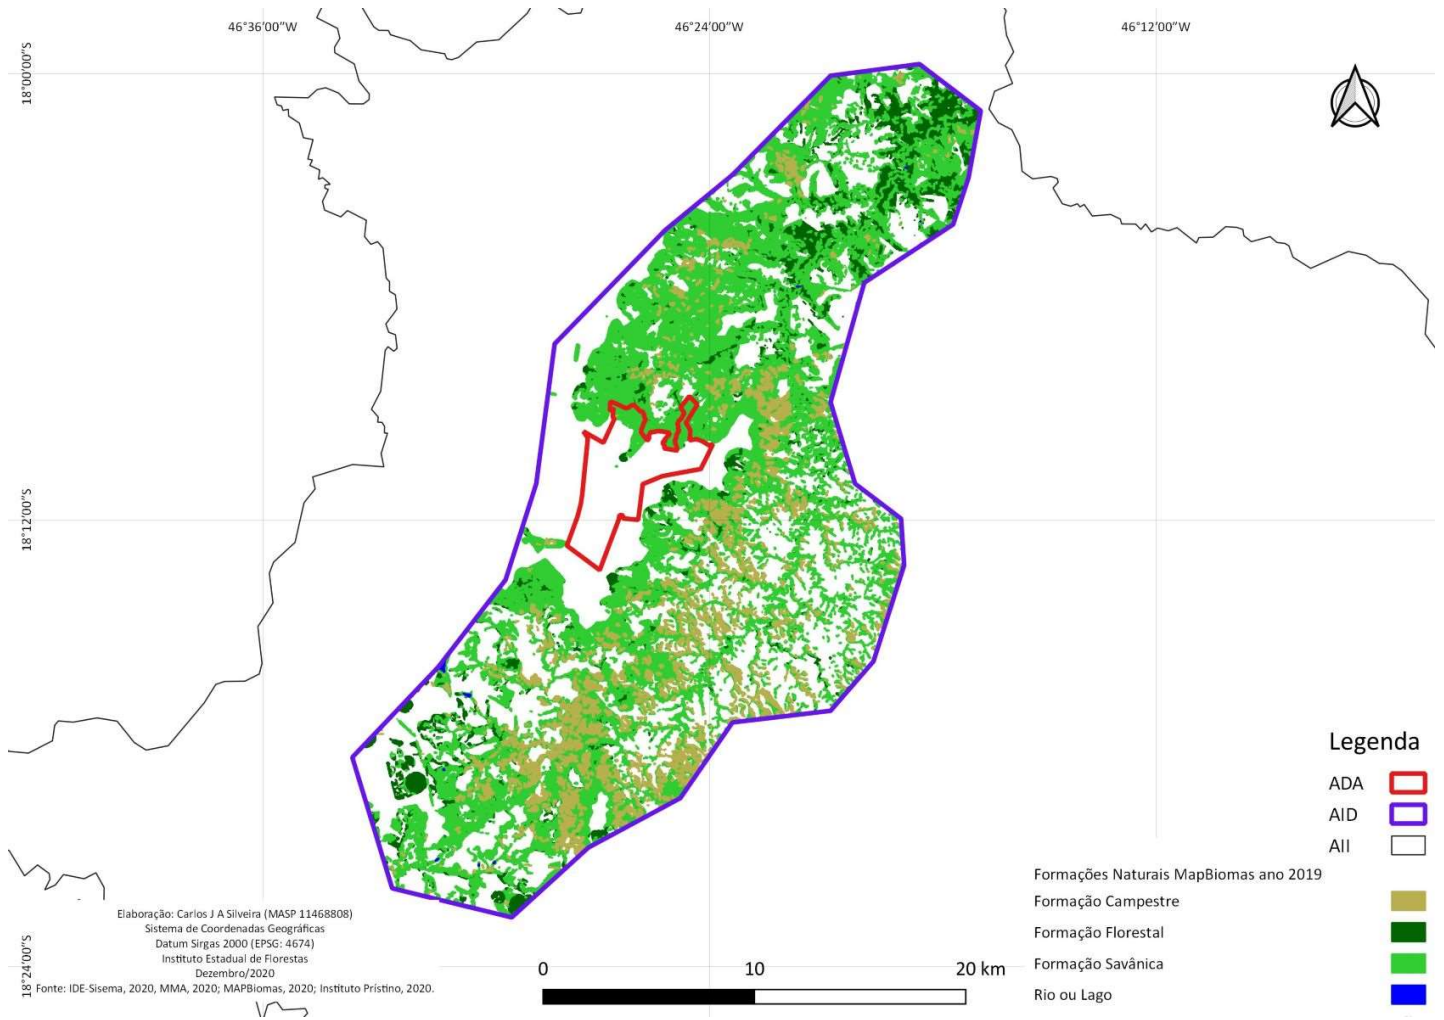 46°36'00"W
46°24'00"W
46°12'00"W
18°00'00"S
18°12'00"S
18°24'00"S
Legenda
ADA
AID
AII
Formações Naturais MapBiomas ano 2019
Formação Campestre
Formação Florestal
Formação Savânica
Rio ou Lago
Elaboração: Carlos J A Silveira (MASP 11468808)
Sistema de Coordenadas Geográficas
Datum Sirgas 2000 (EPSG: 4674)
Instituto Estadual de Florestas
Dezembro/2020
Fonte: IDE-Sisema, 2020, MMA, 2020; MAPBiomas, 2020; Instituto Prístino, 2020.
0 10 20 km